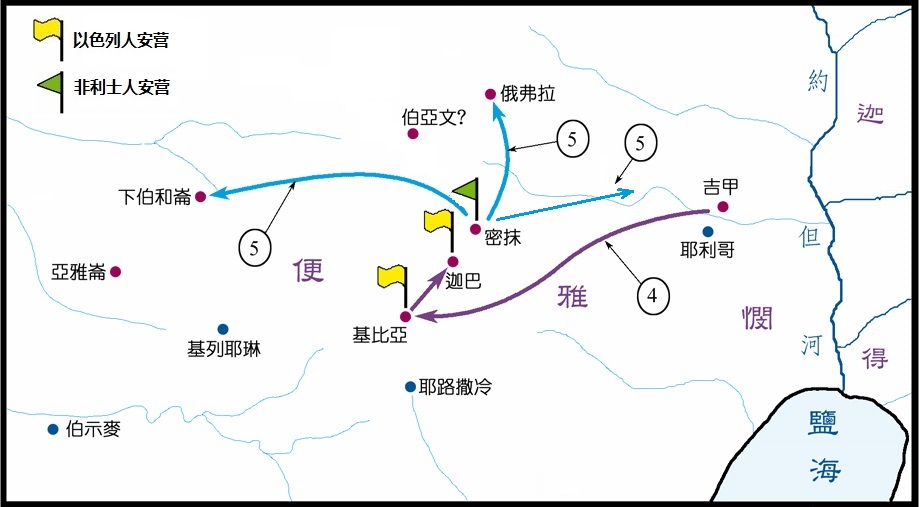 以色列人安营
非利士人安营
俄弗拉
伯亞文?
5
5
約
迦
下伯和崙
吉甲
密抹
5
但
耶利哥
亞雅崙
便
迦巴
雅
4
憫
基比亞
基列耶琳
河
得
耶路撒冷
伯示麥
鹽
海